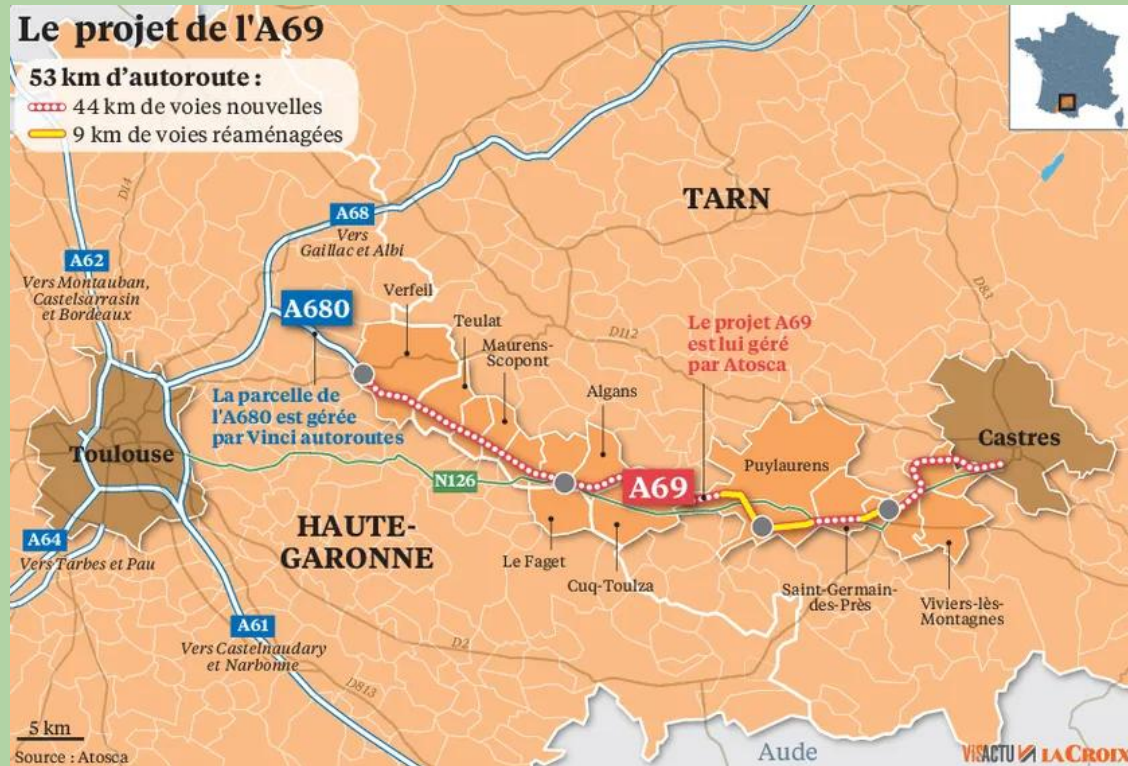 Le projet de l'A69
53 km d'autoroute :
44 km de voies nouvelles
9 km de voies réaménagées
D14
TARN
A68
Vers
Gaillac et Albi
A62
Vers Montauban,
Castelsarrasin
et Bordeaux
D83
Verfeil
A680
Teulat
Maurens-
Scopont
D112
Le projet A69
est lui géré
par Atosca
Algans
La parcelle de
l'A680 est gérée
par Vinci autoroutes
Toulouse
Castres
Puylaurens
N126
A69
HAUTE-
GARONNE
A64
Vers Tarbes et Pau
Le Faget
Cuq-Toulza
Saint-Germain-
des-Près
Viviers-lès-
Montagnes
A61
Vers Castelnaudary
et Narbonne
D2
D813
5 km
Source : Atosca
Aude
ViSACTU LA CROIX